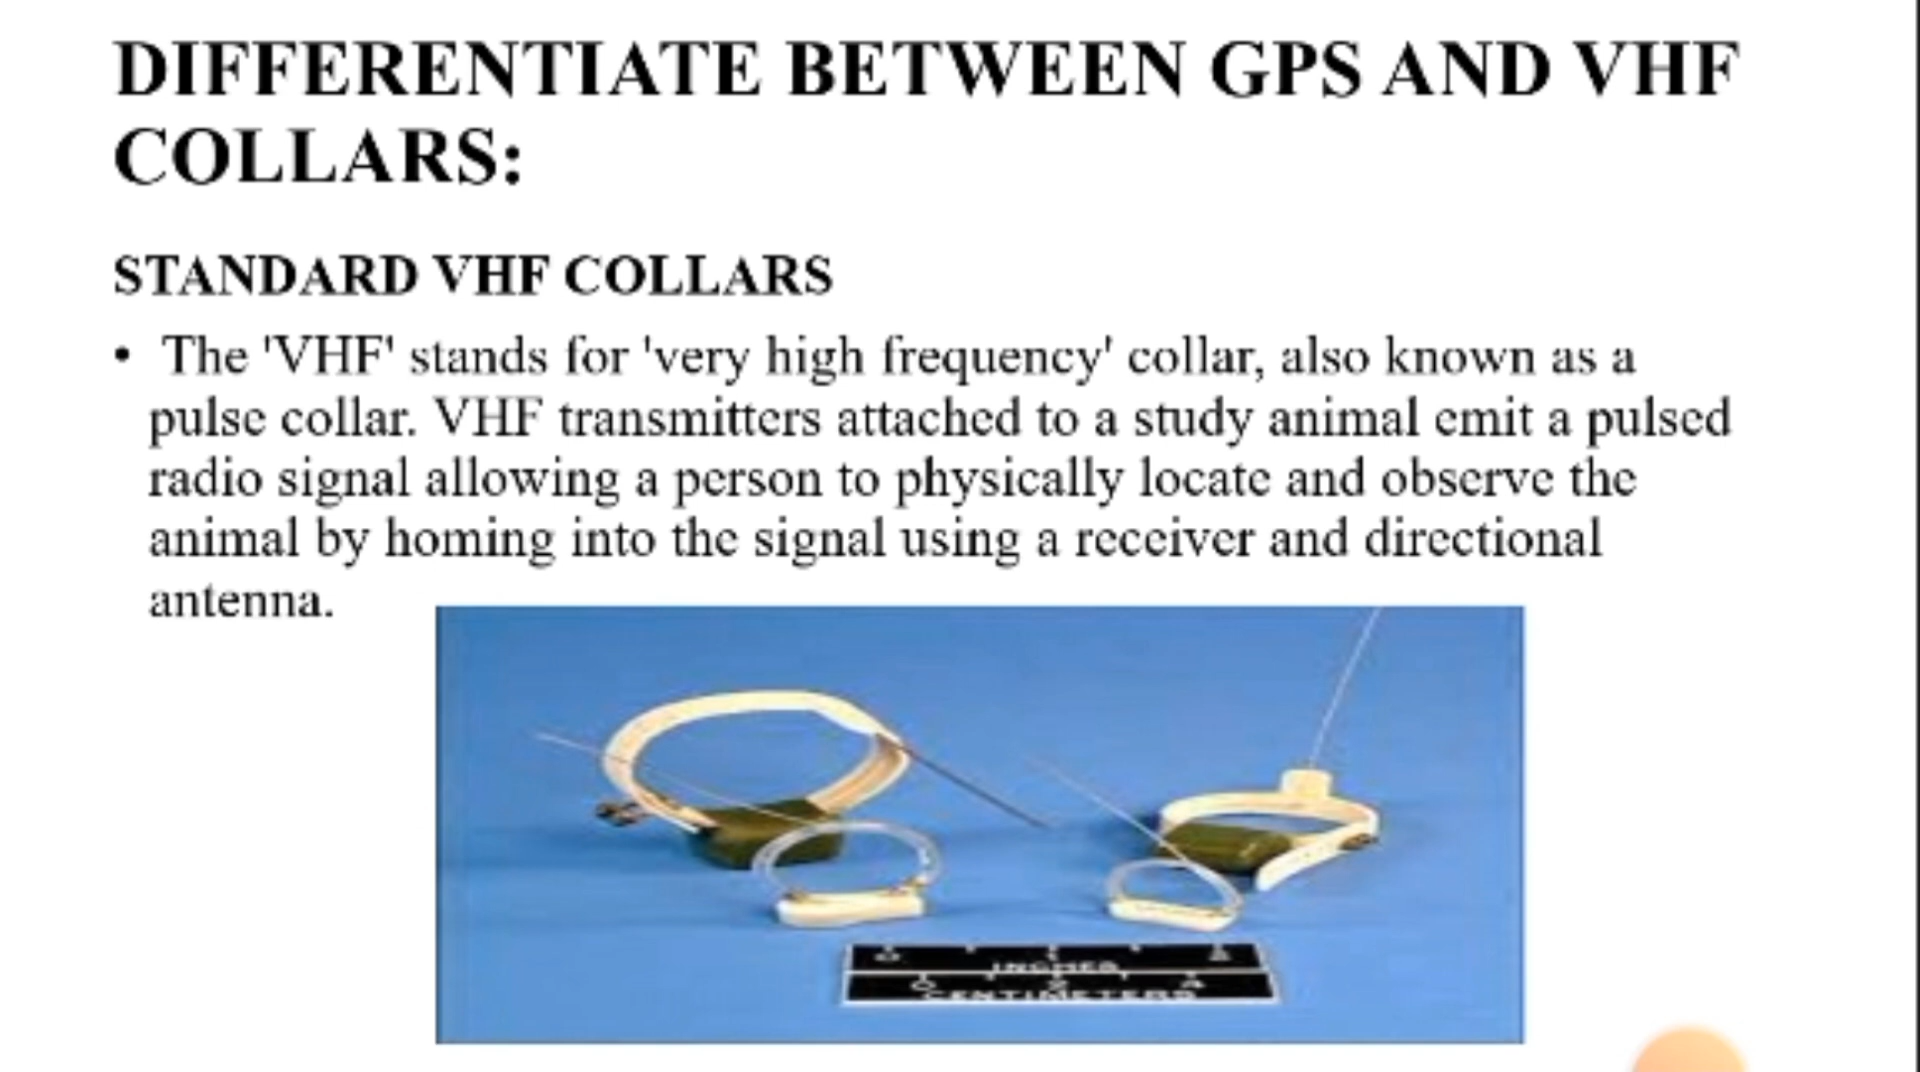 DIFFERENTIATE BETWEEN GPS AND VHF
COLLARS:
STANDARD VHF COLLARS
• The 'VHF' stands for 'very high frequency' collar, also known as a
pulse collar. VHF transmitters attached to a study animal emit a pulsed
radio signal allowing a person to physically locate and observe the
animal by homing into the signal using a receiver and directional
antenna.
INCHES
CENTIMETERS